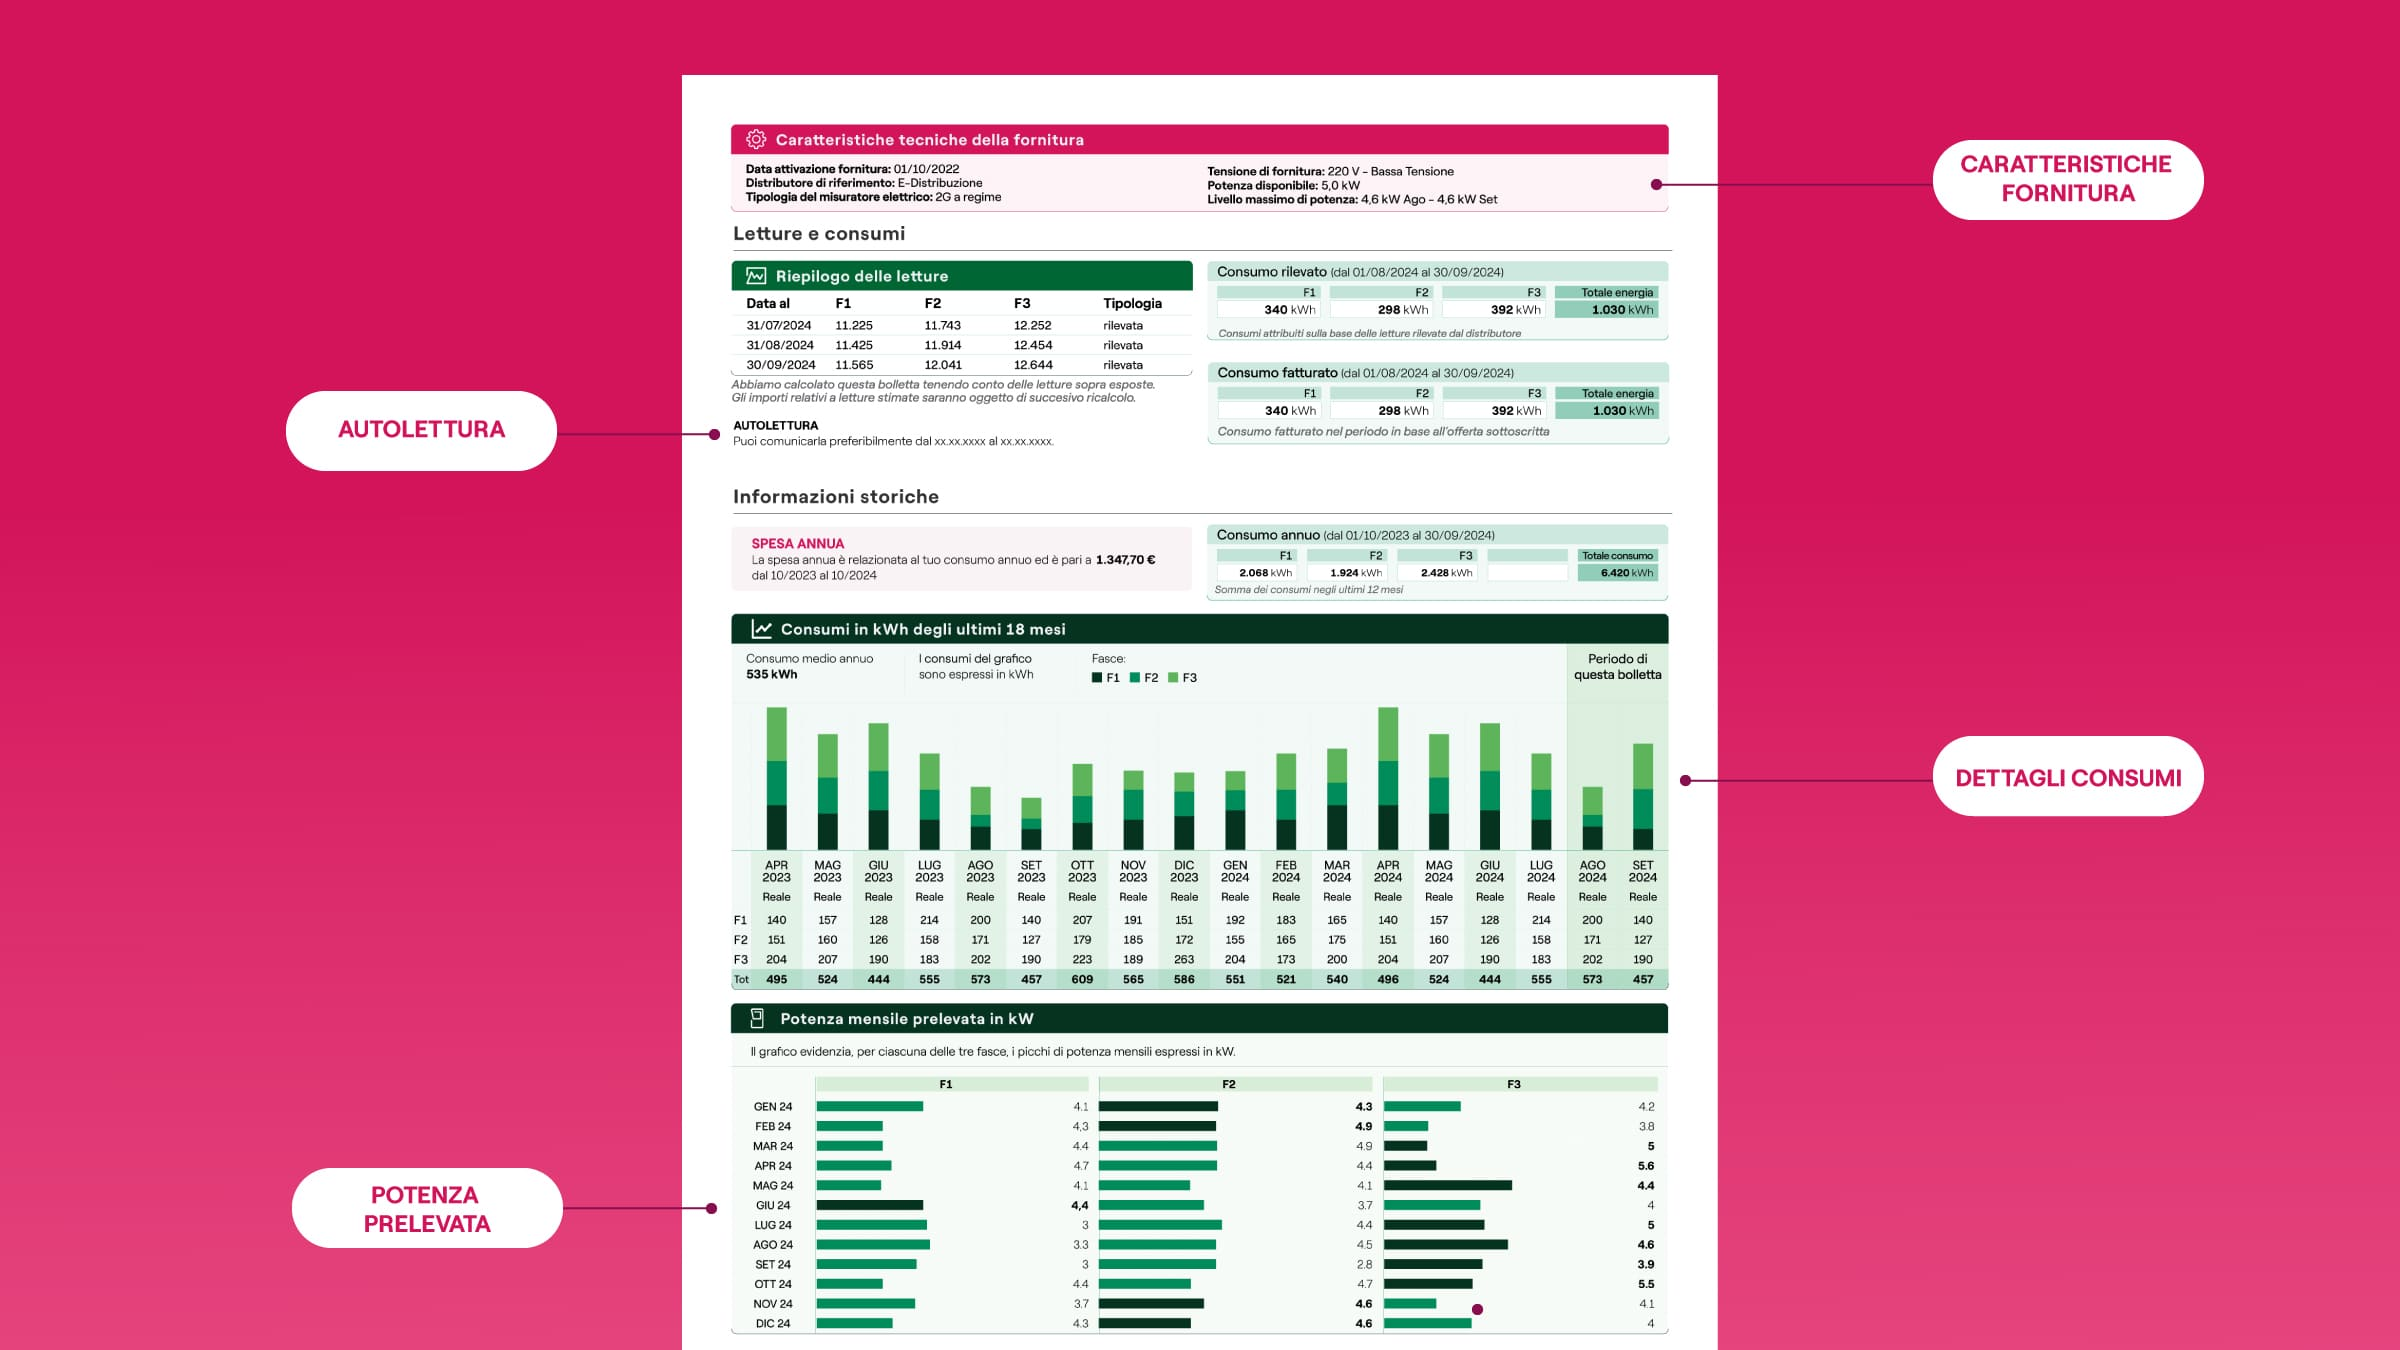 Caratteristiche tecniche della fornitura
Data attivazione fornitura: 01/10/2022
Distributore di riferimento: E-Distribuzione
Tipologia del misuratore elettrico: 2G a regime
Tensione di fornitura: 220 V – Bassa Tensione
Potenza disponibile: 5,0 kW
Livello massimo di potenza: 4,6 kW Ago – 4,6 kW Set
CARATTERISTICHE
FORNITURA
Letture e consumi
Riepilogo delle letture
Data al F1 F2 F3 Tipologia
31/07/2024 11.225 11.743 12.252 rilevata
31/08/2024 11.425 11.914 12.454 rilevata
30/09/2024 11.565 12.041 12.644 rilevata
Abbiamo calcolato questa bolletta tenendo conto delle letture sopra esposte.
Gli importi relativi a letture stimate saranno oggetto di succesivo ricalcolo.
AUTOLETTURA
AUTOLETTURA
Puoi comunicarla preferibilmente dal xx.xx.xxxx al xx.xx.xxxx.
Consumo rilevato (dal 01/08/2024 al 30/09/2024)
F1 F2 F3 Totale energia
340 kWh 298 kWh 392 kWh 1.030 kWh
Consumi attribuiti sulla base delle letture rilevate dal distributore
Consumo fatturato (dal 01/08/2024 al 30/09/2024)
F1 F2 F3 Totale energia
340 kWh 298 kWh 392 kWh 1.030 kWh
Consumo fatturato nel periodo in base all'offerta sottoscritta
Informazioni storiche
SPESA ANNUA
La spesa annua è relazionata al tuo consumo annuo ed è pari a 1.347,70 €
dal 10/2023 al 10/2024
Consumo annuo (dal 01/10/2023 al 30/09/2024)
F1 F2 F3 Totale consumo
2.068 kWh 1.924 kWh 2.428 kWh 6.420 kWh
Somma dei consumi negli ultimi 12 mesi
Consumi in kWh degli ultimi 18 mesi
Consumo medio annuo
535 kWh
I consumi del grafico
sono espressi in kWh
Fasce:
F1 F2 F3
Periodo di
questa bolletta
DETTAGLI CONSUMI
APR MAG GIU LUG AGO SET OTT NOV DIC GEN FEB MAR APR MAG GIU LUG AGO SET
2023 2023 2023 2023 2023 2023 2023 2023 2023 2024 2024 2024 2024 2024 2024 2024 2024 2024
Reale Reale Reale Reale Reale Reale Reale Reale Reale Reale Reale Reale Reale Reale Reale Reale Reale Reale
F1 140 157 128 214 200 140 207 191 151 192 183 165 140 157 128 214 200 140
F2 151 160 126 158 171 127 179 185 172 155 165 175 151 160 126 158 171 127
F3 204 207 190 183 202 190 223 189 263 204 173 200 204 207 190 183 202 190
Tot 495 524 444 555 573 457 609 565 586 551 521 540 496 524 444 555 573 457
Potenza mensile prelevata in kW
Il grafico evidenzia, per ciascuna delle tre fasce, i picchi di potenza mensili espressi in kW.
POTENZA
PRELEVATA
F1 F2 F3
GEN 24 4.1 4.3 4.2
FEB 24 4,3 4.9 3.8
MAR 24 4.4 4.9 5
APR 24 4.7 4.4 5.6
MAG 24 4.1 4.1 4.4
GIU 24 4,4 3.7 4
LUG 24 3 4.4 5
AGO 24 3.3 4.5 4.6
SET 24 3 2.8 3.9
OTT 24 4.4 4.7 5.5
NOV 24 3.7 4.6 4.1
DIC 24 4.3 4.6 4